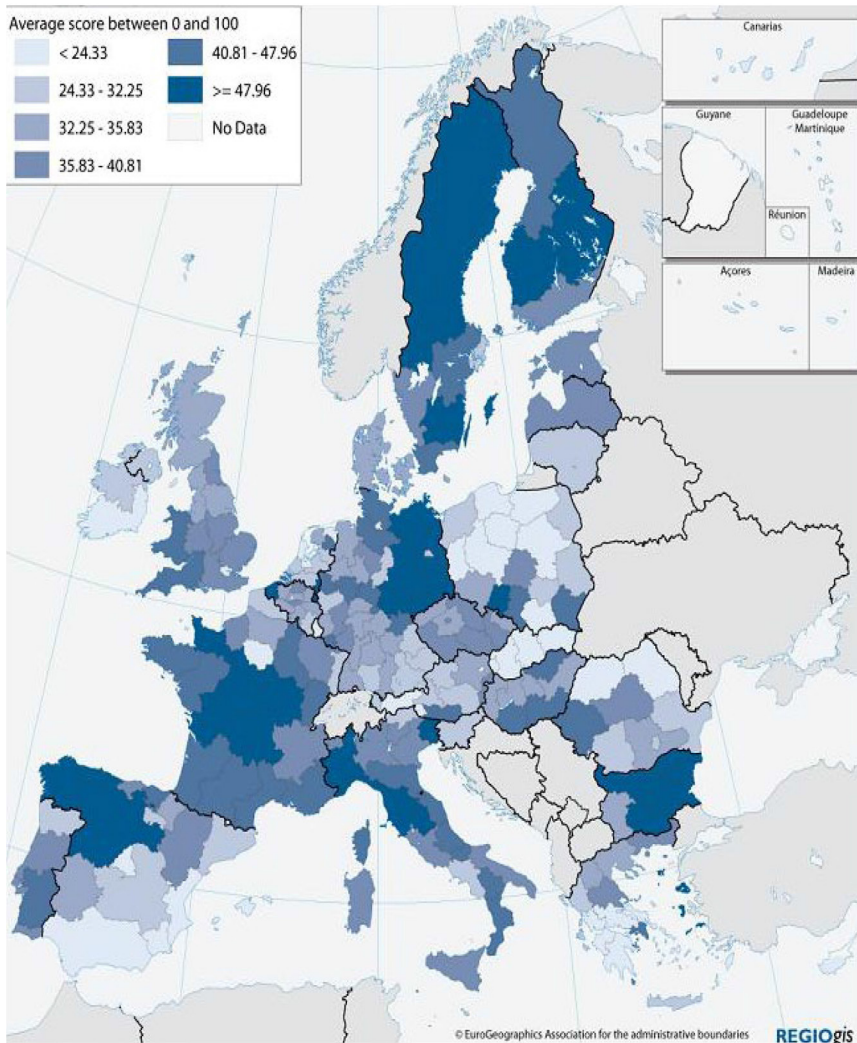 Average score between 0 and 100
< 24.33
24.33 - 32.25
32.25 - 35.83
35.83 - 40.81
40.81 - 47.96
>= 47.96
No Data
Canarias
Guyane
Guadeloupe
Martinique
Réunion
Açores
Madeira
© EuroGeographics Association for the administrative boundaries
REGIOgis